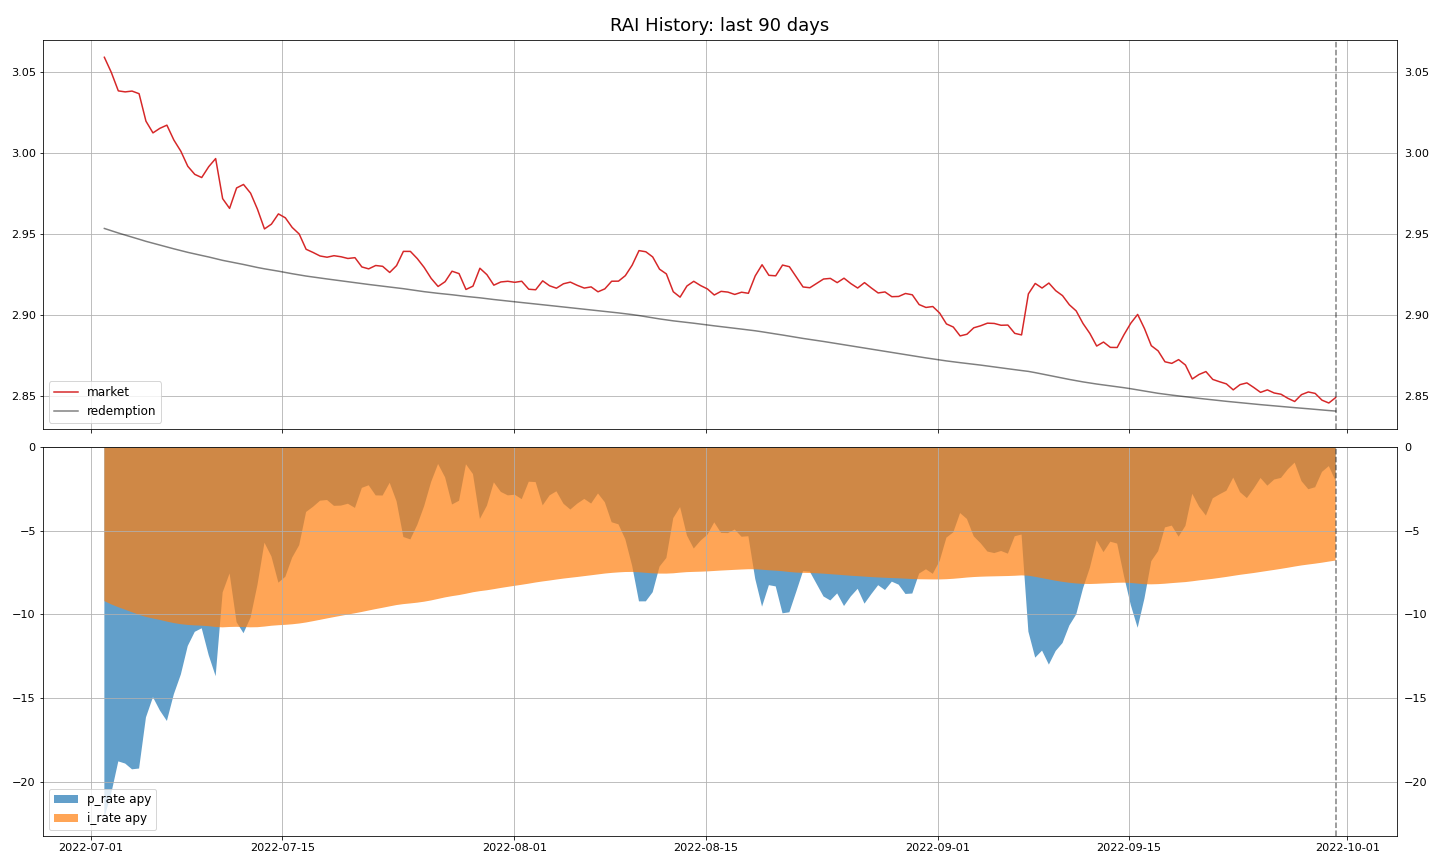 RAI History: last 90 days
3.05 3.05
3.00 3.00
2.95 2.95
2.90 2.90
2.85 2.85
market
redemption
0 0
−5 −5
−10 −10
−15 −15
−20 −20
p_rate apy
i_rate apy
2022-07-01 2022-07-15 2022-08-01 2022-08-15 2022-09-01 2022-09-15 2022-10-01